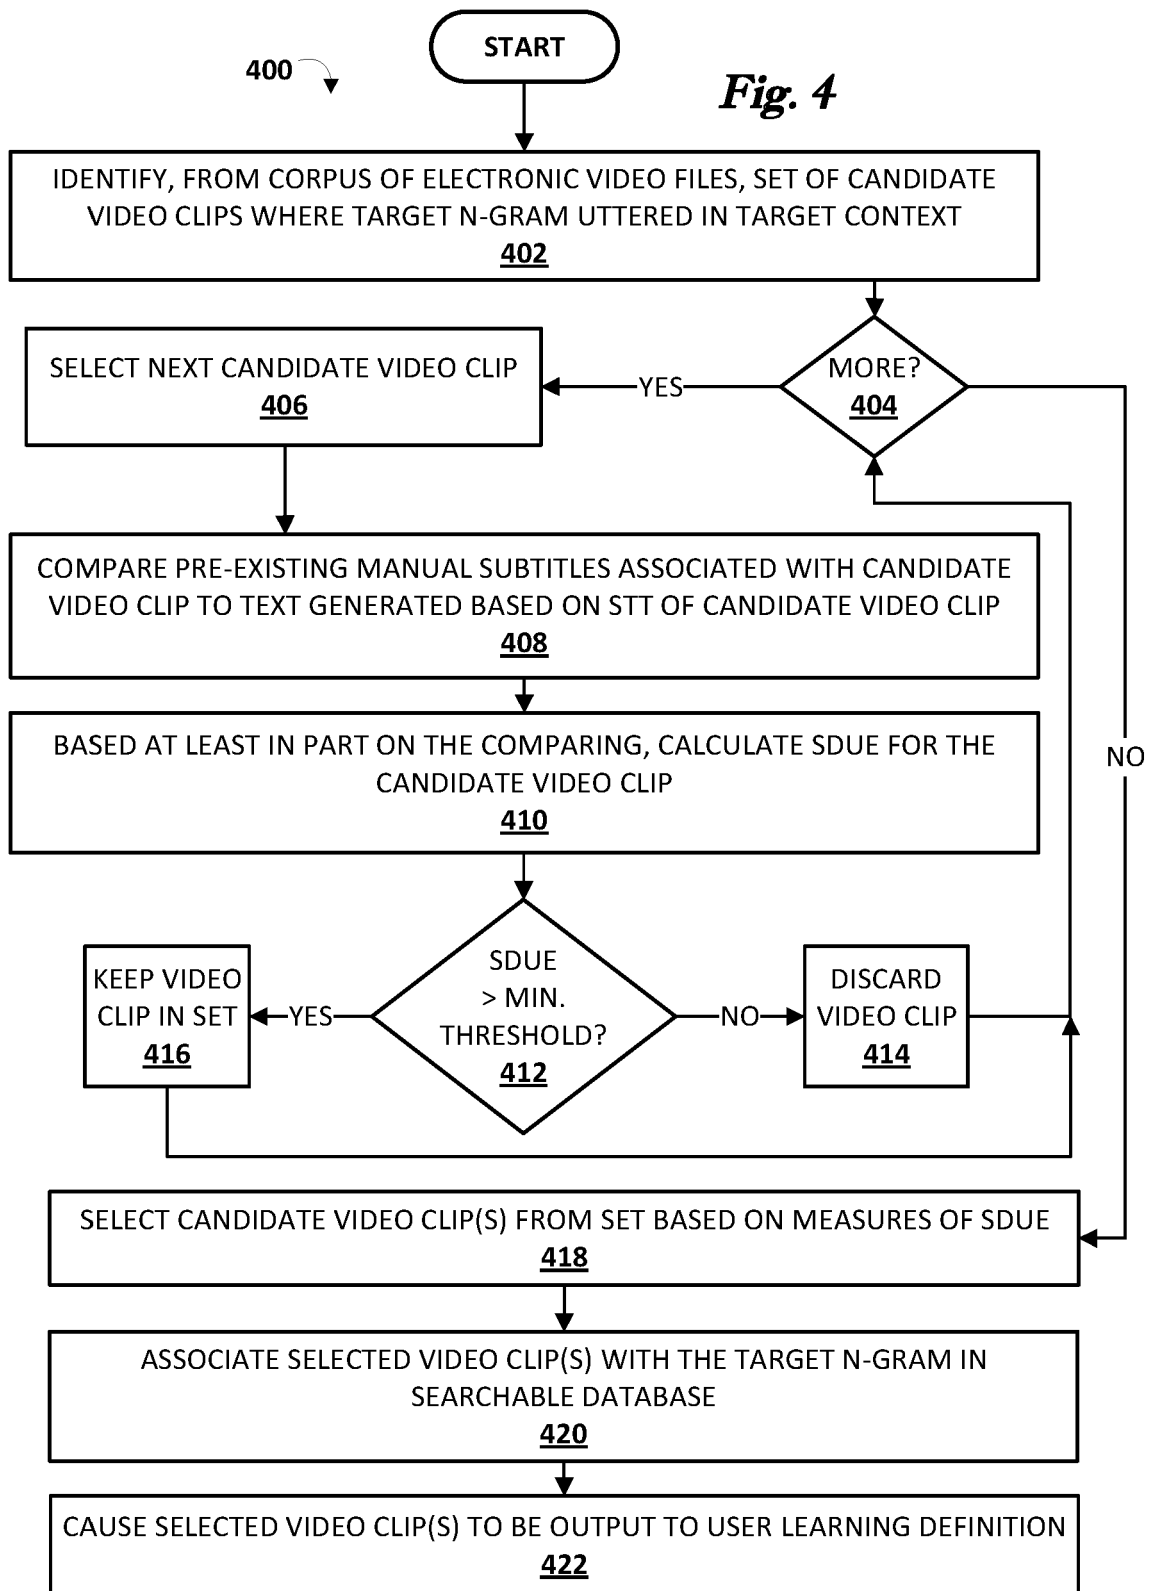 START
400
Fig. 4
IDENTIFY, FROM CORPUS OF ELECTRONIC VIDEO FILES, SET OF CANDIDATE
VIDEO CLIPS WHERE TARGET N-GRAM UTTERED IN TARGET CONTEXT
402
MORE?
404
YES
SELECT NEXT CANDIDATE VIDEO CLIP
406
COMPARE PRE-EXISTING MANUAL SUBTITLES ASSOCIATED WITH CANDIDATE
VIDEO CLIP TO TEXT GENERATED BASED ON STT OF CANDIDATE VIDEO CLIP
408
BASED AT LEAST IN PART ON THE COMPARING, CALCULATE SDUE FOR THE
CANDIDATE VIDEO CLIP
410
NO
SDUE
> MIN.
THRESHOLD?
412
YES
KEEP VIDEO
CLIP IN SET
416
NO
DISCARD
VIDEO CLIP
414
SELECT CANDIDATE VIDEO CLIP(S) FROM SET BASED ON MEASURES OF SDUE
418
ASSOCIATE SELECTED VIDEO CLIP(S) WITH THE TARGET N-GRAM IN
SEARCHABLE DATABASE
420
CAUSE SELECTED VIDEO CLIP(S) TO BE OUTPUT TO USER LEARNING DEFINITION
422